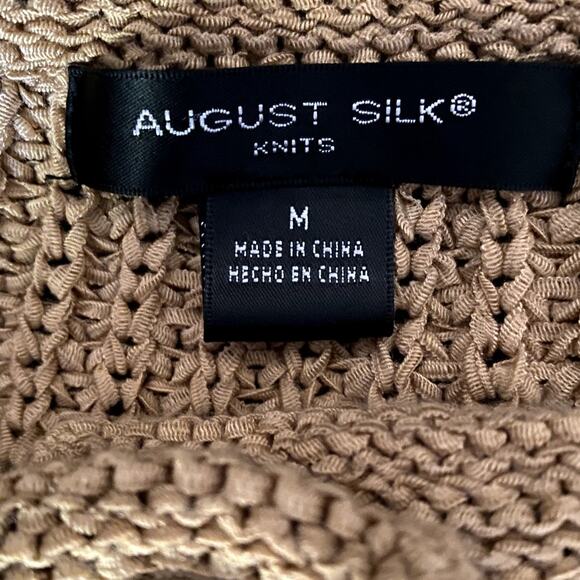 AUGUST SILK®
KNITS
M
MADE IN CHINA
HECHO EN CHINA